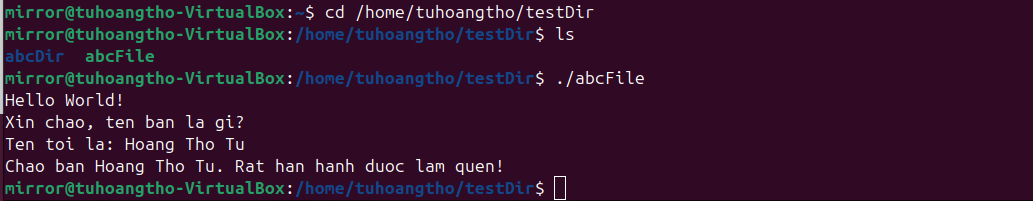 mirror@tuhoangtho-VirtualBox:~$ cd /home/tuhoangtho/testDir
mirror@tuhoangtho-VirtualBox:/home/tuhoangtho/testDir$ ls
abcDir  abcFile
mirror@tuhoangtho-VirtualBox:/home/tuhoangtho/testDir$ ./abcFile
Hello World!
Xin chao, ten ban la gi?
Ten toi la: Hoang Tho Tu
Chao ban Hoang Tho Tu. Rat han hanh duoc lam quen!
mirror@tuhoangtho-VirtualBox:/home/tuhoangtho/testDir$